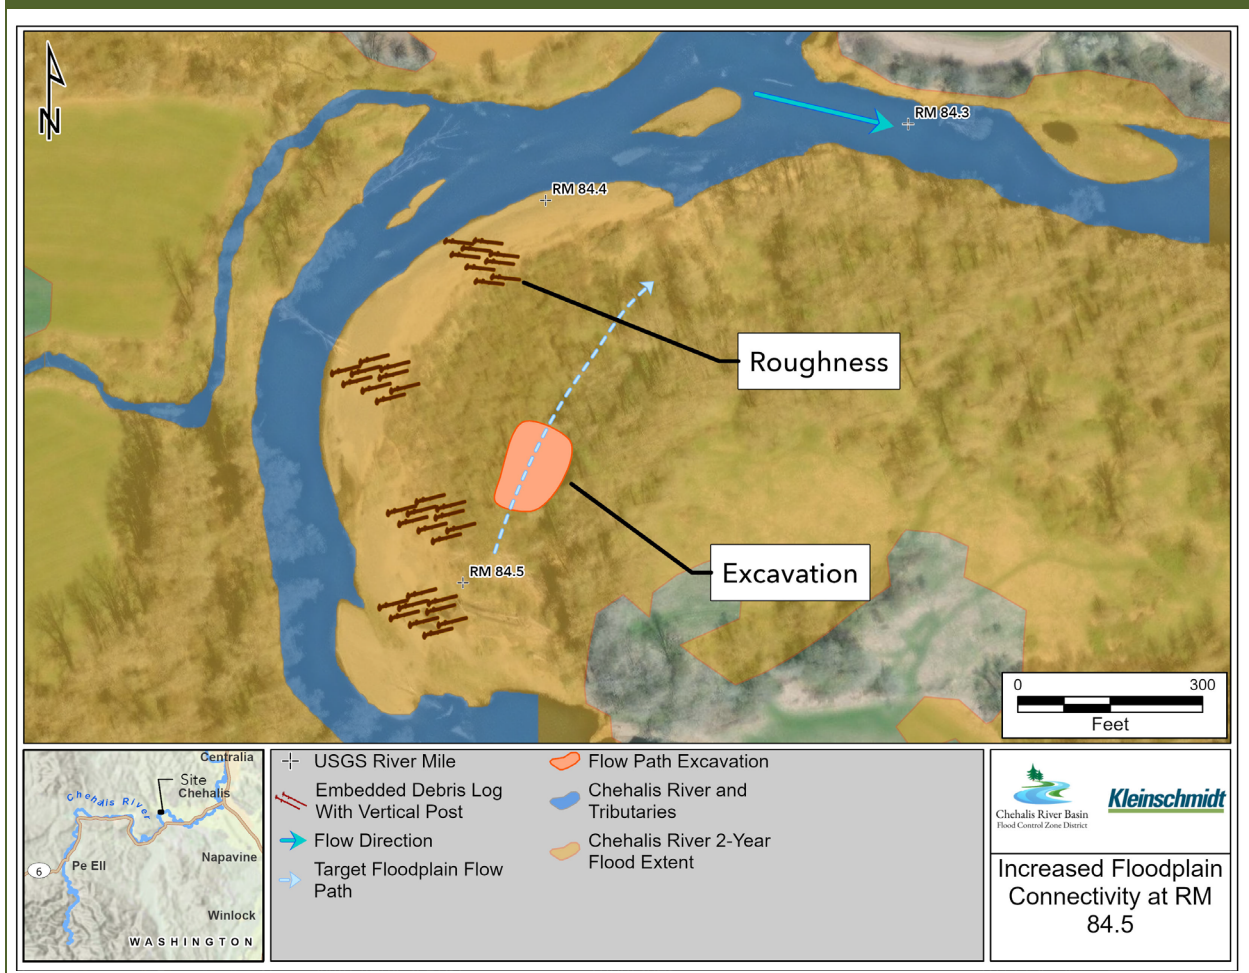 N
RM 84.3
RM 84.4
Roughness
RM 84.5
Excavation
0 300
Feet
Centralia
Site
Chehalis
Chehalis River
Napavine
Pe Ell
6
Winlock
WASHINGTON
USGS River Mile
Embedded Debris Log
With Vertical Post
Flow Direction
Target Floodplain Flow
Path
Flow Path Excavation
Chehalis River and
Tributaries
Chehalis River 2-Year
Flood Extent
Chehalis River Basin
Flood Control Zone District
Kleinschmidt
Increased Floodplain
Connectivity at RM
84.5